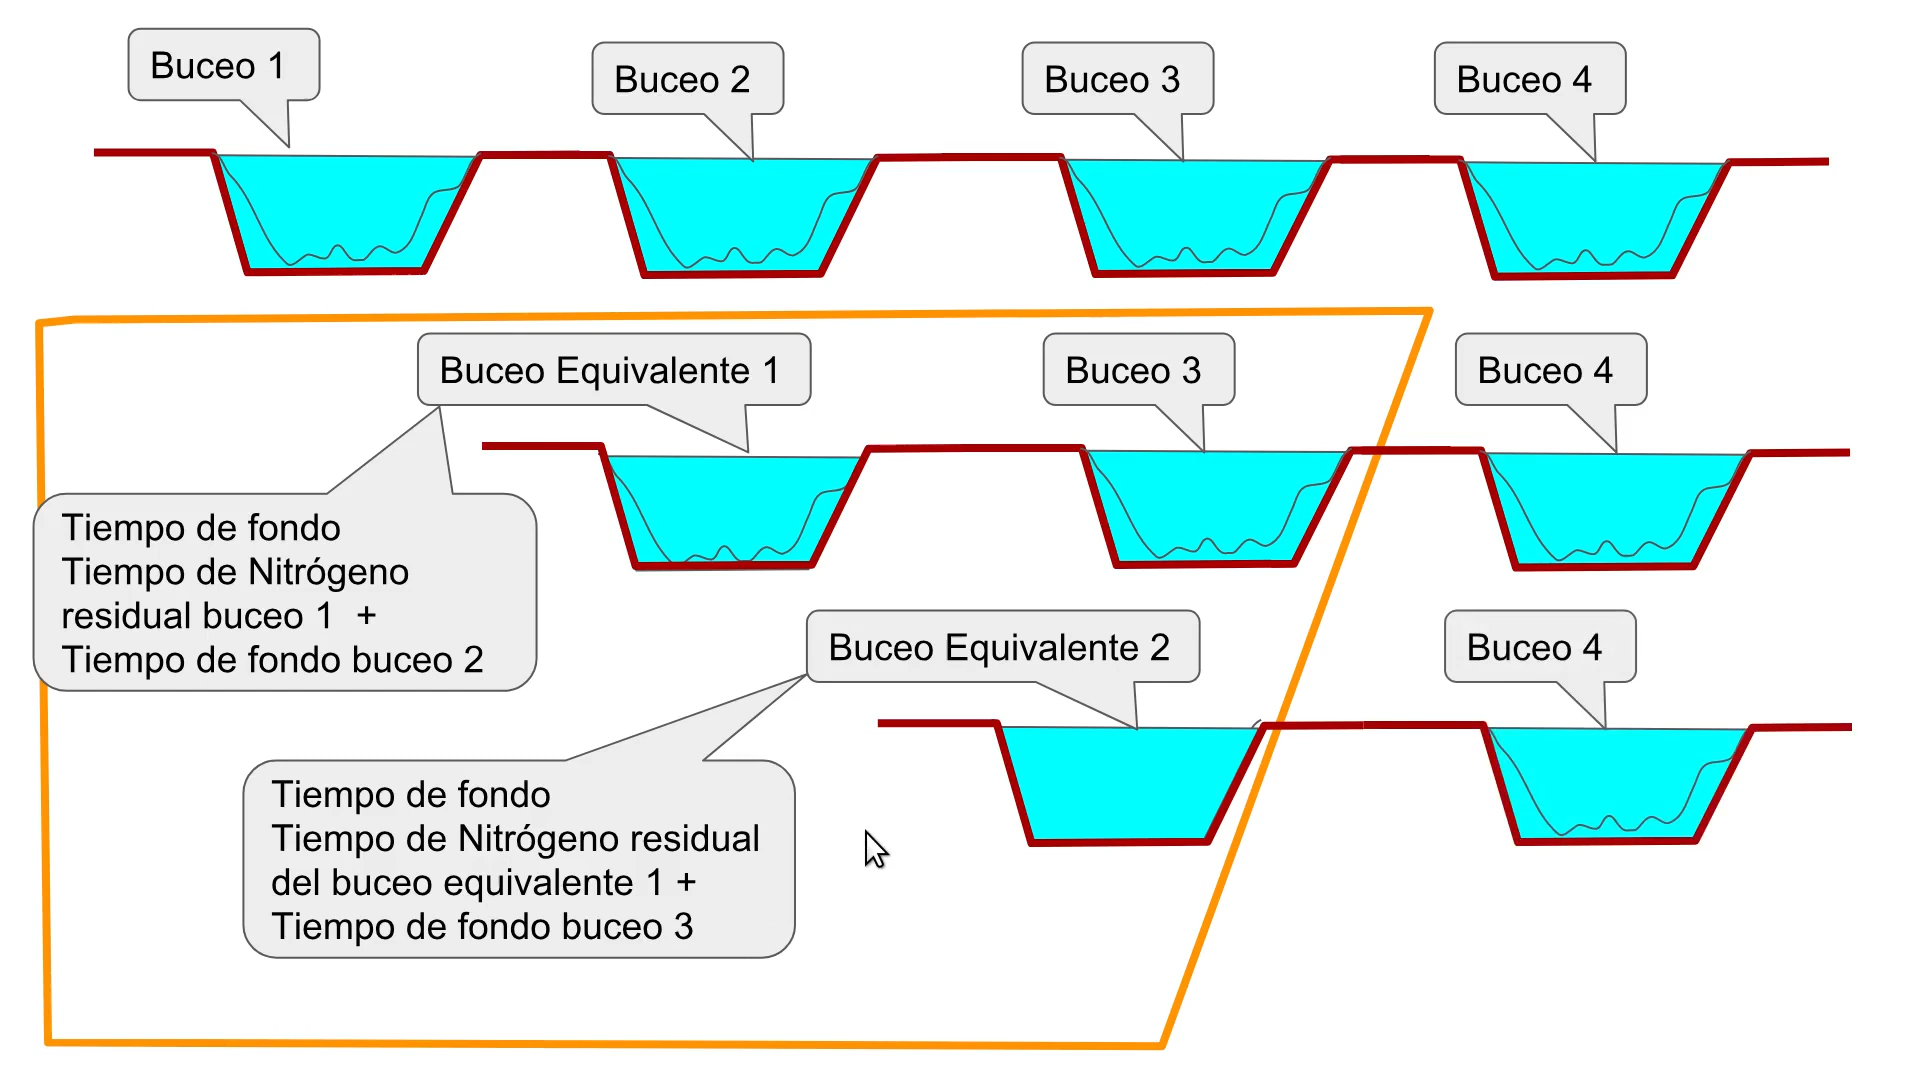 Buceo 1
Buceo 2
Buceo 3
Buceo 4
Buceo Equivalente 1
Buceo 3
Buceo 4
Tiempo de fondo
Tiempo de Nitrógeno
residual buceo 1 +
Tiempo de fondo buceo 2
Buceo Equivalente 2
Buceo 4
Tiempo de fondo
Tiempo de Nitrógeno residual
del buceo equivalente 1 +
Tiempo de fondo buceo 3